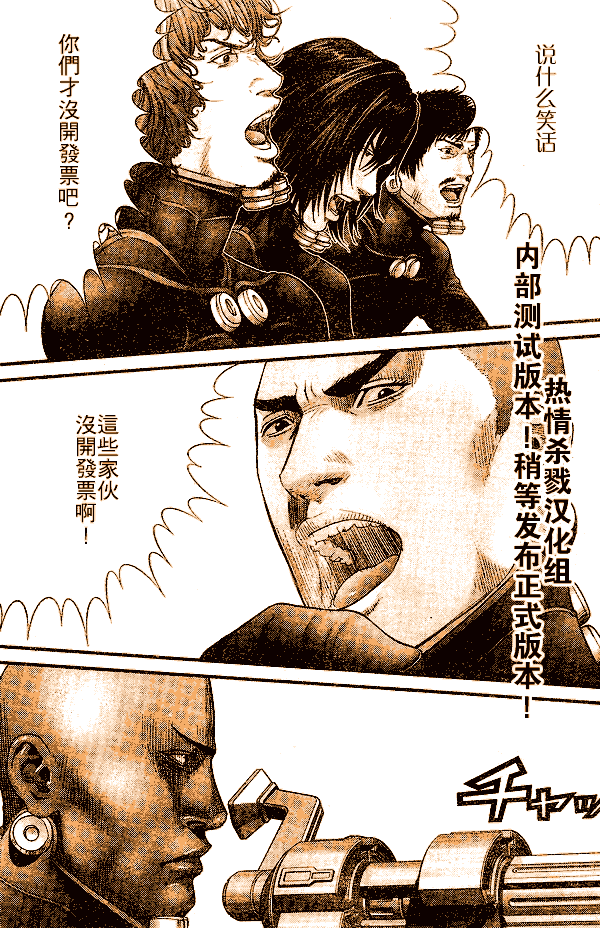 说什么笑话
你們才沒開發票吧？
热情杀戮汉化组
内部测试版本！稍等发布正式版本！
這些家伙
沒開發票啊！
チャッ